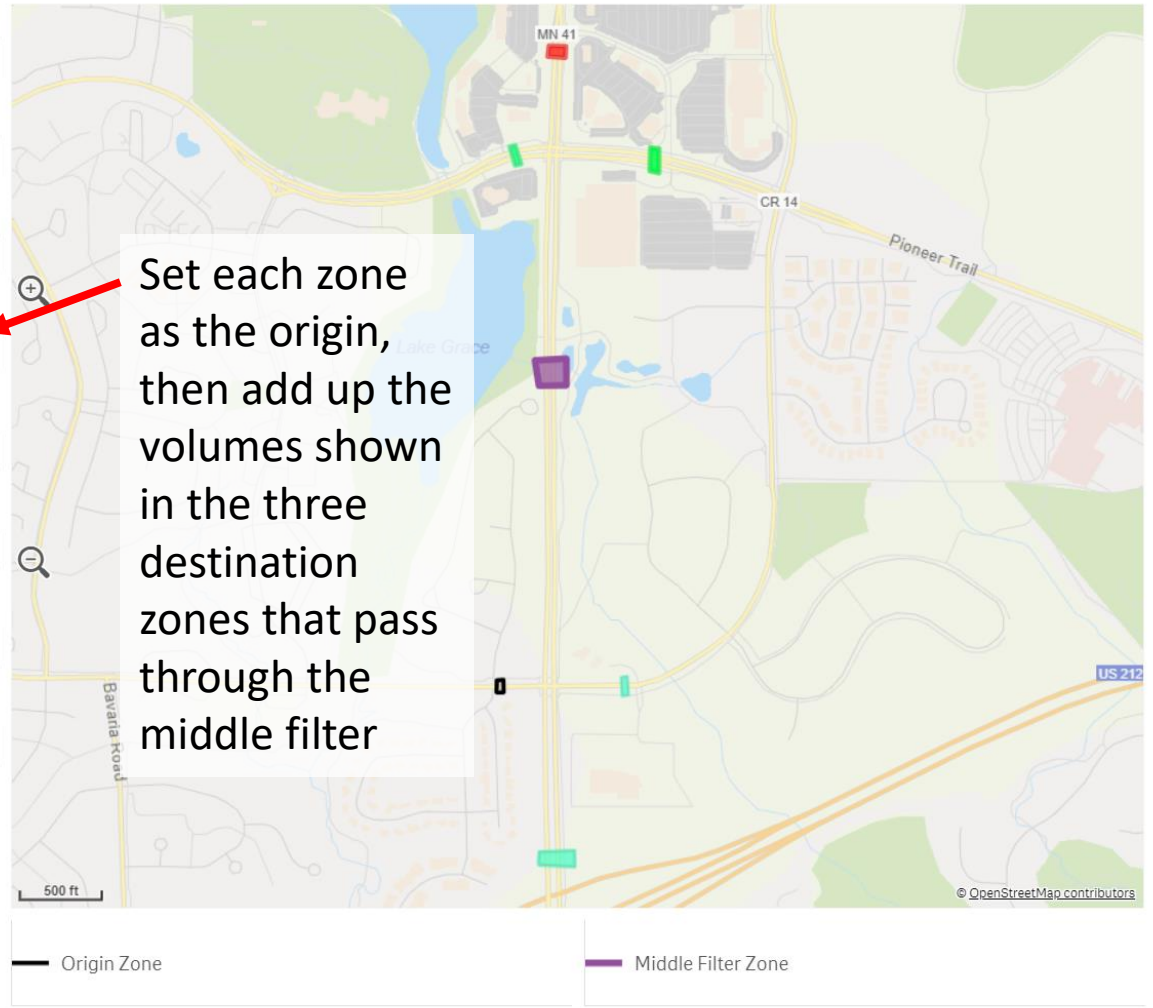 MN 41
CR 14
Pioneer Trail
Set each zone
as the origin,
then add up the
Lake Grace
volumes shown
in the three
destination
zones that pass
through the
middle filter
US 212
Bavaria Road
500 ft
© OpenStreetMap contributors
Origin Zone
Middle Filter Zone